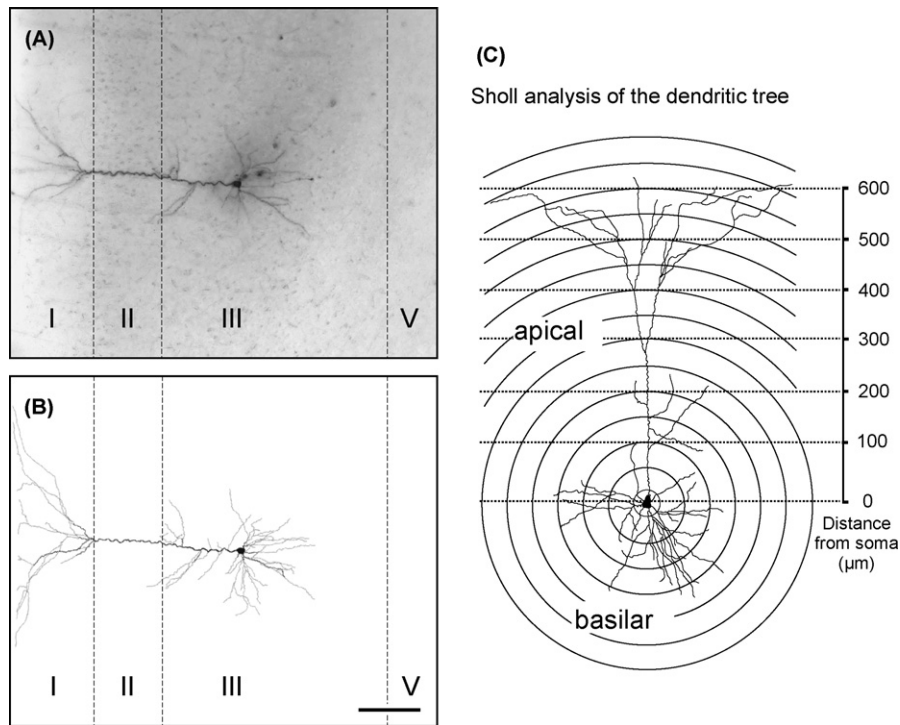 (A)
I II III V
(B)
I II III V
(C)
Sholl analysis of the dendritic tree
600
500
400
apical
300
200
100
0
Distance
from soma
(µm)
basilar